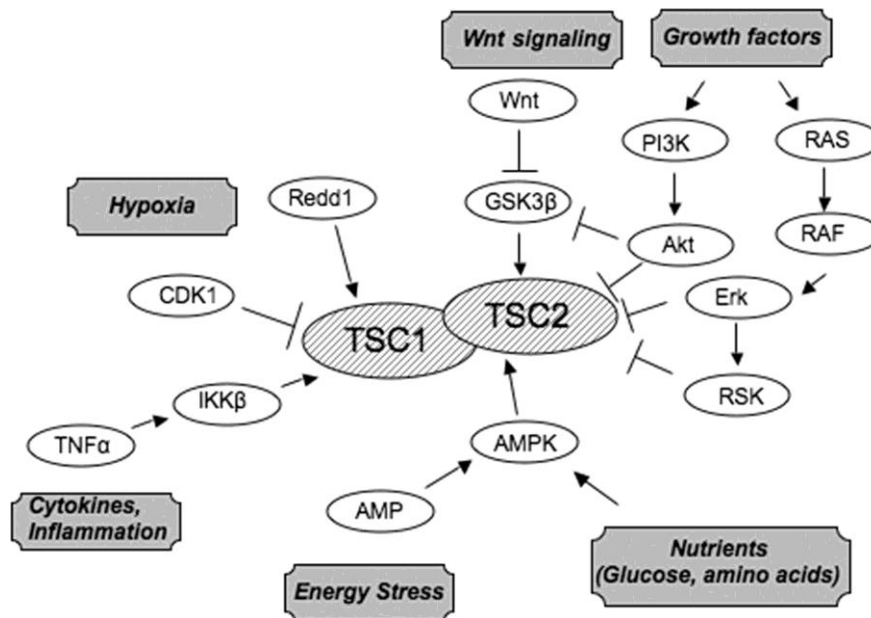 Wnt signaling
Growth factors
Wnt
PI3K
RAS
Hypoxia
Redd1
GSK3β
Akt
RAF
CDK1
TSC1
TSC2
Erk
IKKβ
RSK
TNFα
AMPK
Cytokines,
Inflammation
AMP
Nutrients
(Glucose, amino acids)
Energy Stress